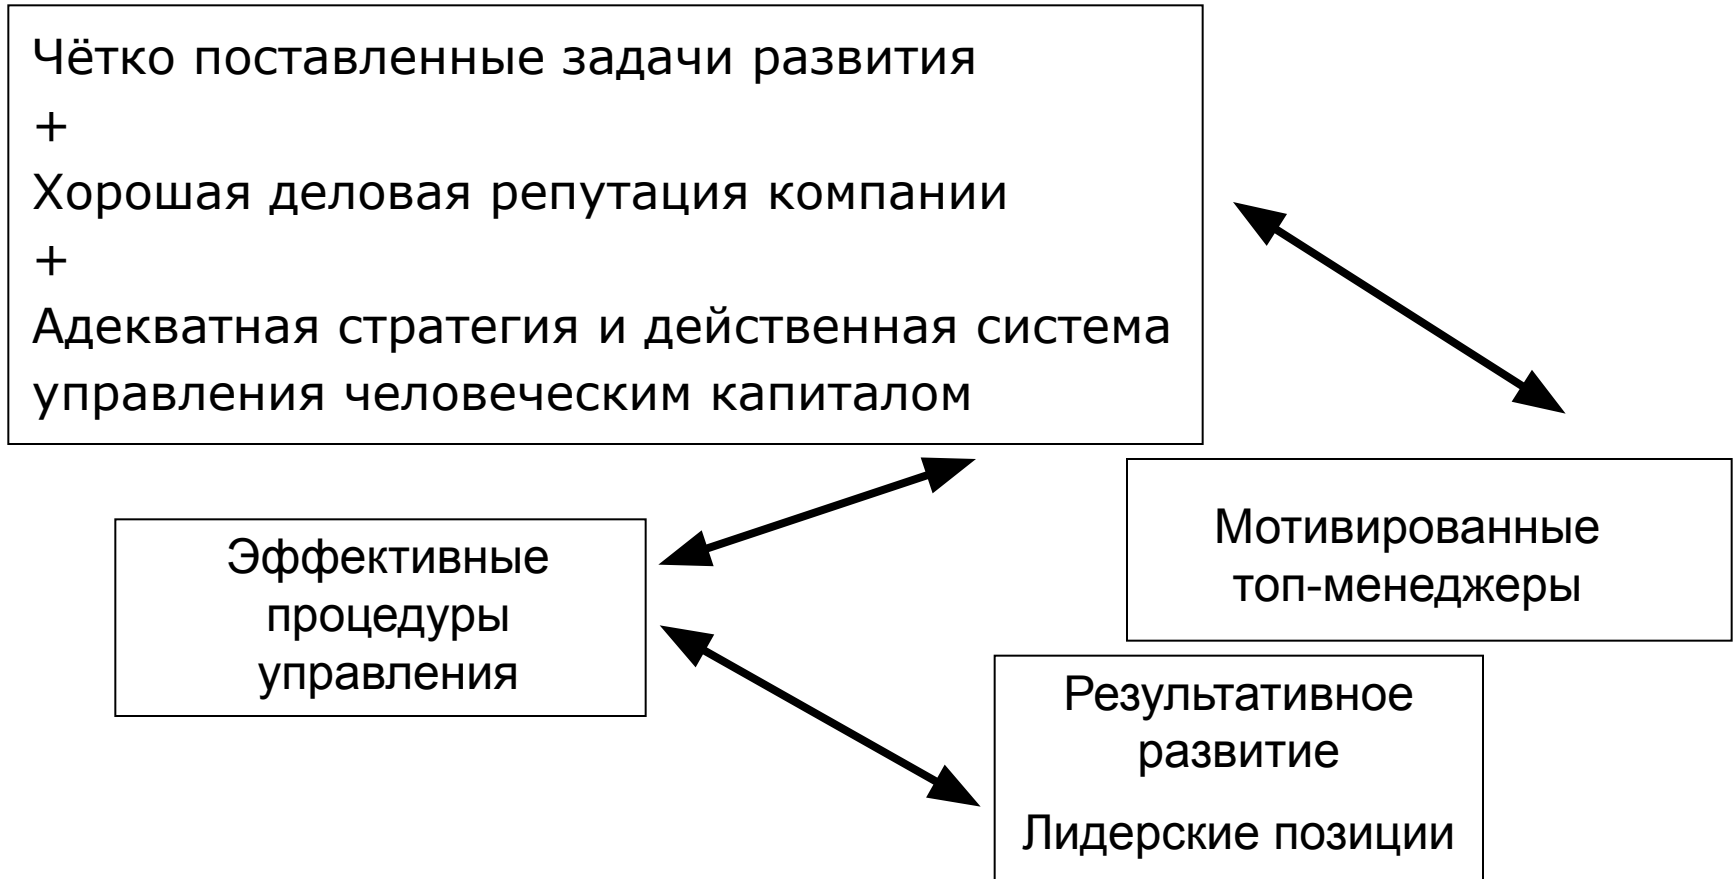 Чётко поставленные задачи развития
+
Хорошая деловая репутация компании
+
Адекватная стратегия и действенная система
управления человеческим капиталом
Эффективные
процедуры
управления
Мотивированные
топ-менеджеры
Результативное
развитие
Лидерские позиции